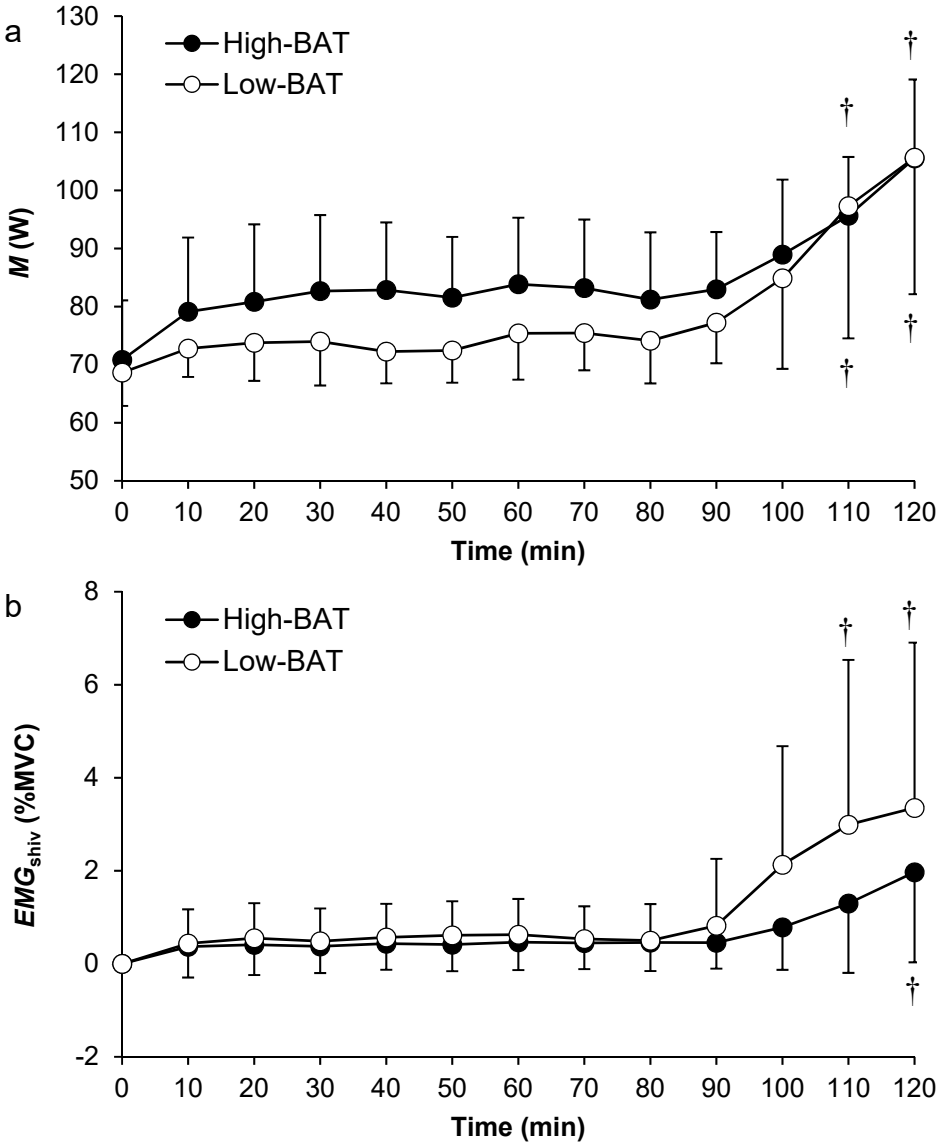 a
High-BAT
Low-BAT
M (W)
130
120
110
100
90
80
70
60
50
†
†
†
†
0 10 20 30 40 50 60 70 80 90 100 110 120
Time (min)
b
High-BAT
Low-BAT
EMGshiv (%MVC)
8
6
4
2
0
-2
†
†
†
0 10 20 30 40 50 60 70 80 90 100 110 120
Time (min)